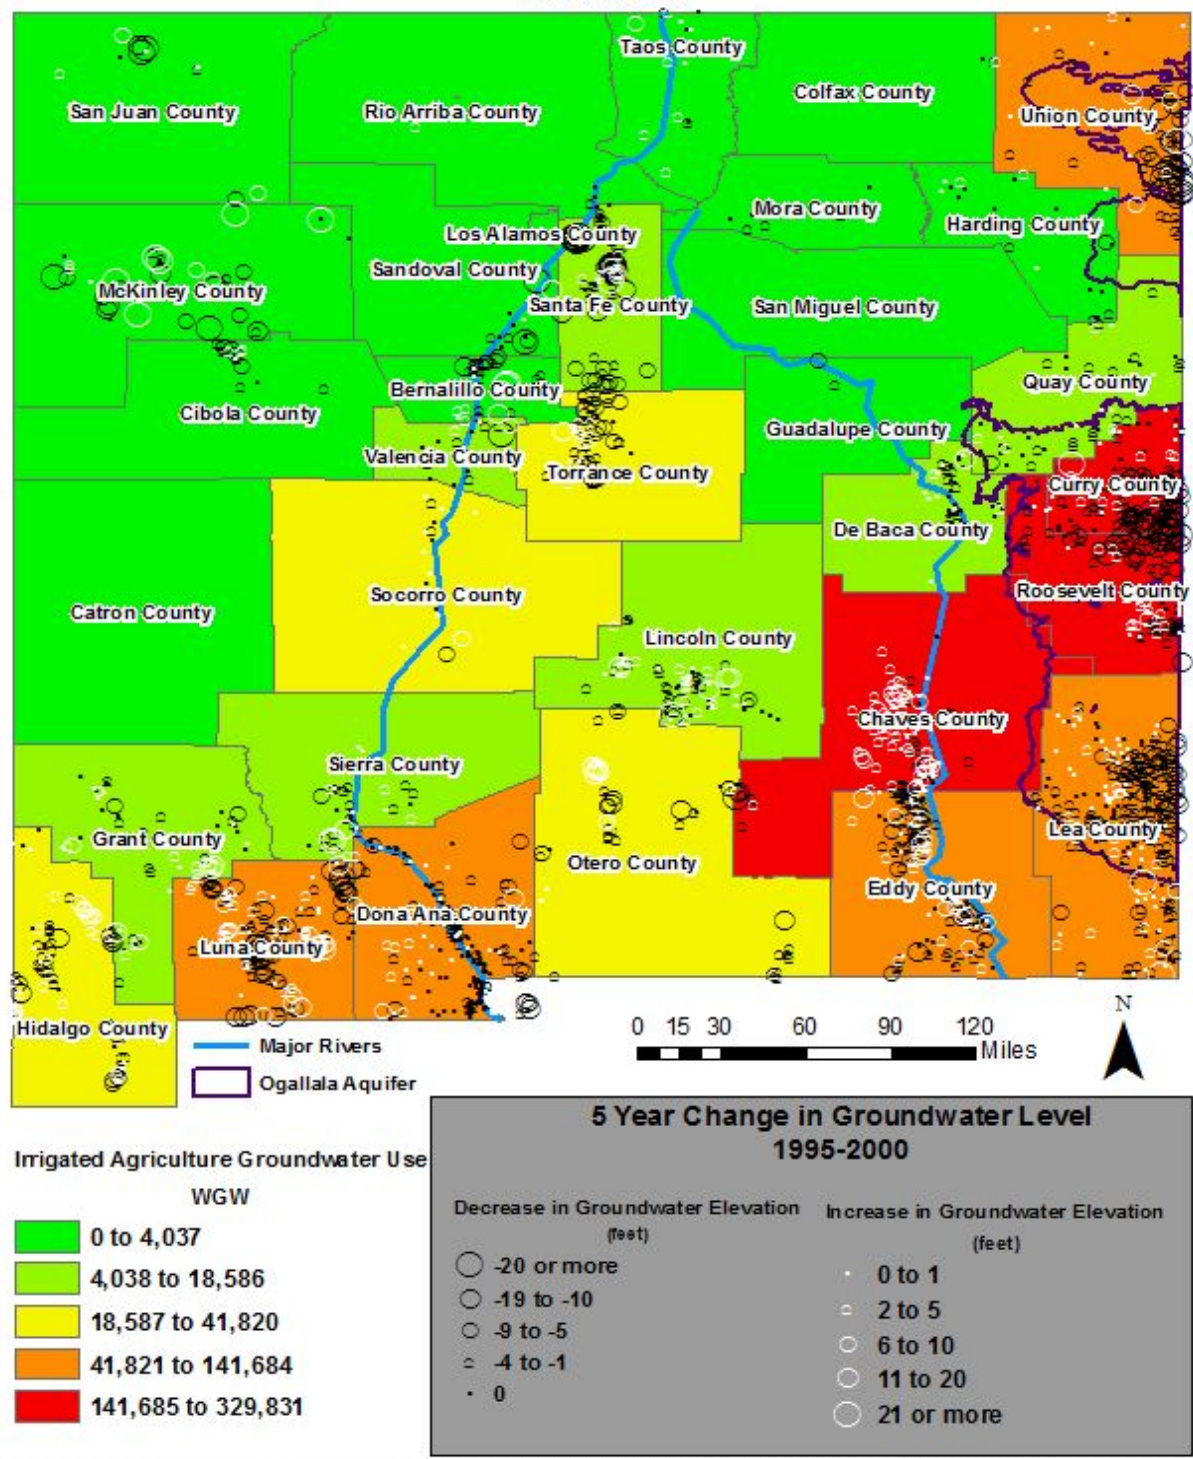 Taos County
Colfax County
San Juan County
Rio Arriba County
Union County
Mora County
Harding County
Los Alamos County
Sandoval County
McKinley County
Santa Fe County
San Miguel County
Bernalillo County
Quay County
Cibola County
Guadalupe County
Valencia County
Torrance County
Curry County
De Baca County
Socorro County
Roosevelt County
Catron County
Lincoln County
Chaves County
Sierra County
Grant County
Lea County
Otero County
Eddy County
Dona Ana County
Luna County
Hidalgo County
N
0 15 30 60 90 120
Miles
Major Rivers
Ogallala Aquifer
5 Year Change in Groundwater Level
1995-2000
Irrigated Agriculture Groundwater Use
WGW
0 to 4,037
4,038 to 18,586
18,587 to 41,820
41,821 to 141,684
141,685 to 329,831
Decrease in Groundwater Elevation
(feet)
-20 or more
-19 to -10
-9 to -5
-4 to -1
0
Increase in Groundwater Elevation
(feet)
0 to 1
2 to 5
6 to 10
11 to 20
21 or more